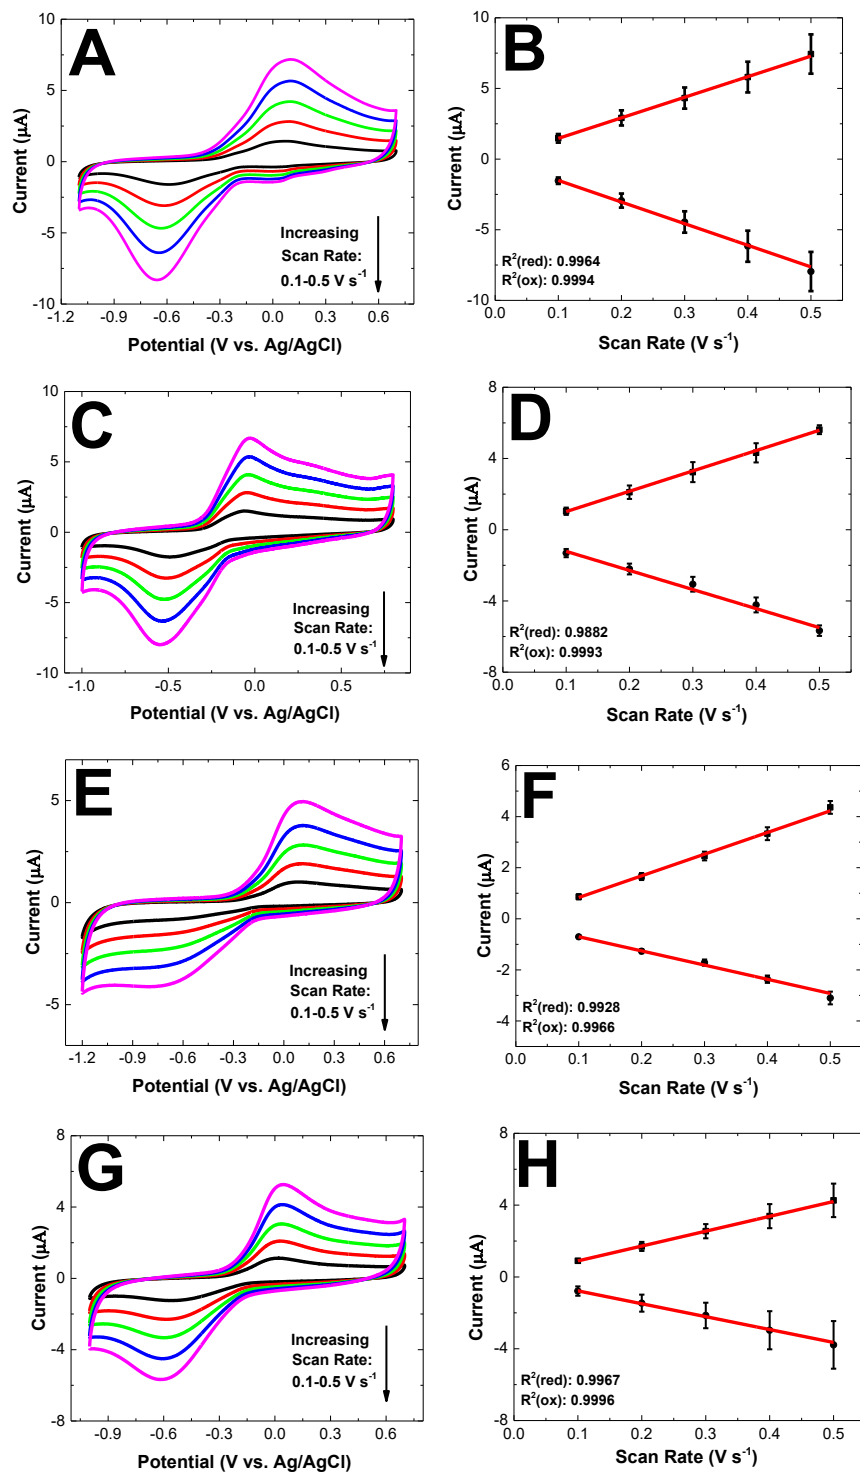 A
10
5
0
-5
-10
Current (µA)
Increasing
Scan Rate:
0.1-0.5 V s⁻¹
-1.2 -0.9 -0.6 -0.3 0.0 0.3 0.6
Potential (V vs. Ag/AgCl)
B
10
5
0
-5
-10
Current (µA)
R²(red): 0.9964
R²(ox): 0.9994
0.0 0.1 0.2 0.3 0.4 0.5
Scan Rate (V s⁻¹)
C
10
5
0
-5
-10
Current (µA)
Increasing
Scan Rate:
0.1-0.5 V s⁻¹
-1.0 -0.5 0.0 0.5
Potential (V vs. Ag/AgCl)
D
8
4
0
-4
-8
Current (µA)
R²(red): 0.9882
R²(ox): 0.9993
0.0 0.1 0.2 0.3 0.4 0.5
Scan Rate (V s⁻¹)
E
5
0
-5
Current (µA)
Increasing
Scan Rate:
0.1-0.5 V s⁻¹
-1.2 -0.9 -0.6 -0.3 0.0 0.3 0.6
Potential (V vs. Ag/AgCl)
F
6
4
2
0
-2
-4
Current (µA)
R²(red): 0.9928
R²(ox): 0.9966
0.0 0.1 0.2 0.3 0.4 0.5
Scan Rate (V s⁻¹)
G
8
4
0
-4
-8
Current (µA)
Increasing
Scan Rate:
0.1-0.5 V s⁻¹
-0.9 -0.6 -0.3 0.0 0.3 0.6
Potential (V vs. Ag/AgCl)
H
8
4
0
-4
-8
Current (µA)
R²(red): 0.9967
R²(ox): 0.9996
0.0 0.1 0.2 0.3 0.4 0.5
Scan Rate (V s⁻¹)